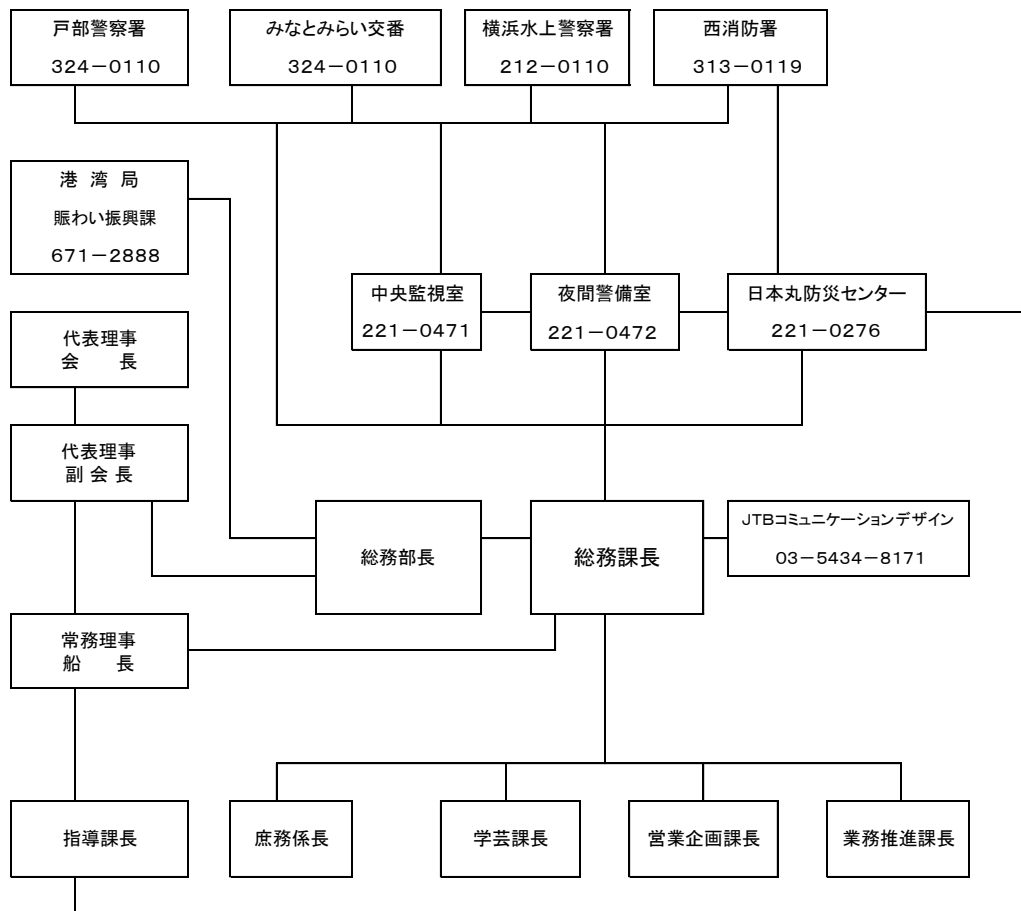 戸部警察署
324－0110
みなとみらい交番
324－0110
横浜水上警察署
212－0110
西消防署
313－0119
港 湾 局
賑わい振興課
671－2888
中央監視室
221－0471
夜間警備室
221－0472
日本丸防災センター
221－0276
代表理事
会 長
代表理事
副 会 長
総務部長
総務課長
JTBコミュニケーションデザイン
03－5434－8171
常務理事
船 長
指導課長
庶務係長
学芸課長
営業企画課長
業務推進課長